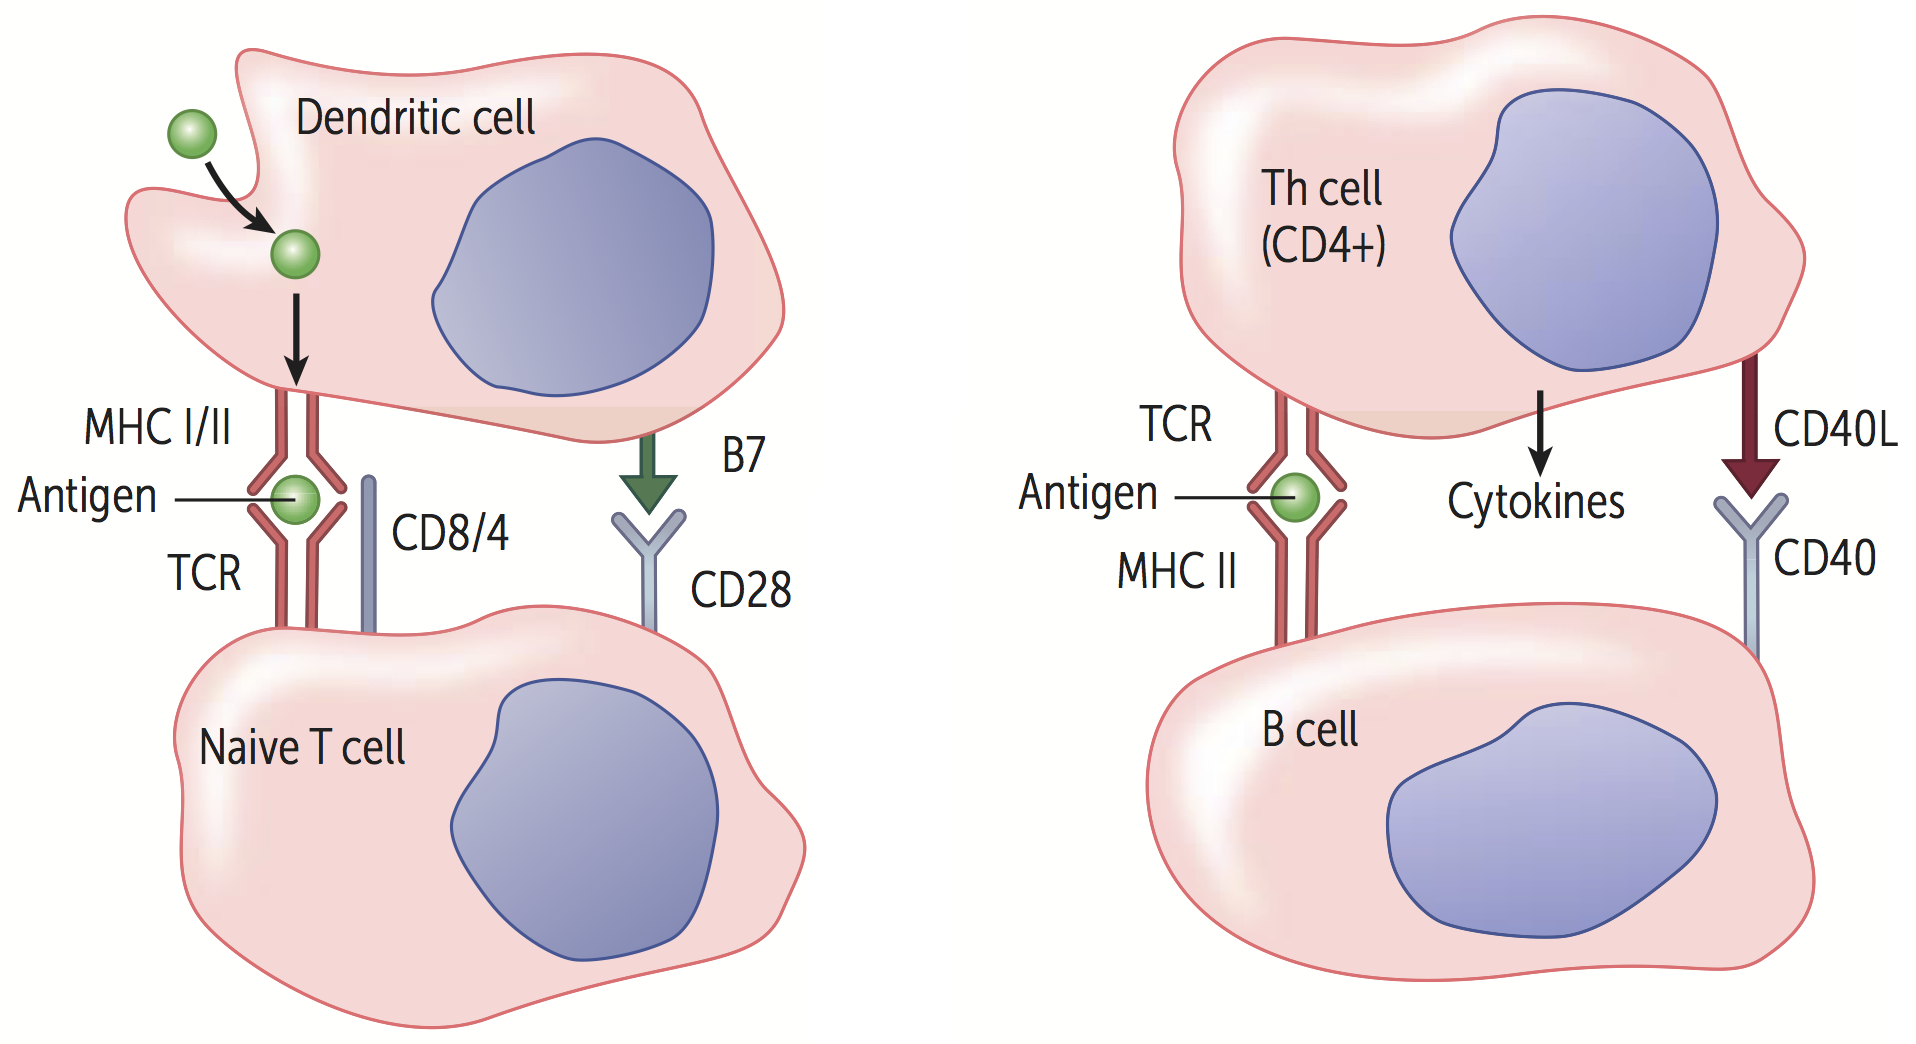 Dendritic cell
MHC I/II
B7
Antigen
CD8/4
TCR
CD28
Naive T cell
Th cell
(CD4+)
TCR
CD40L
Antigen
Cytokines
MHC II
CD40
B cell